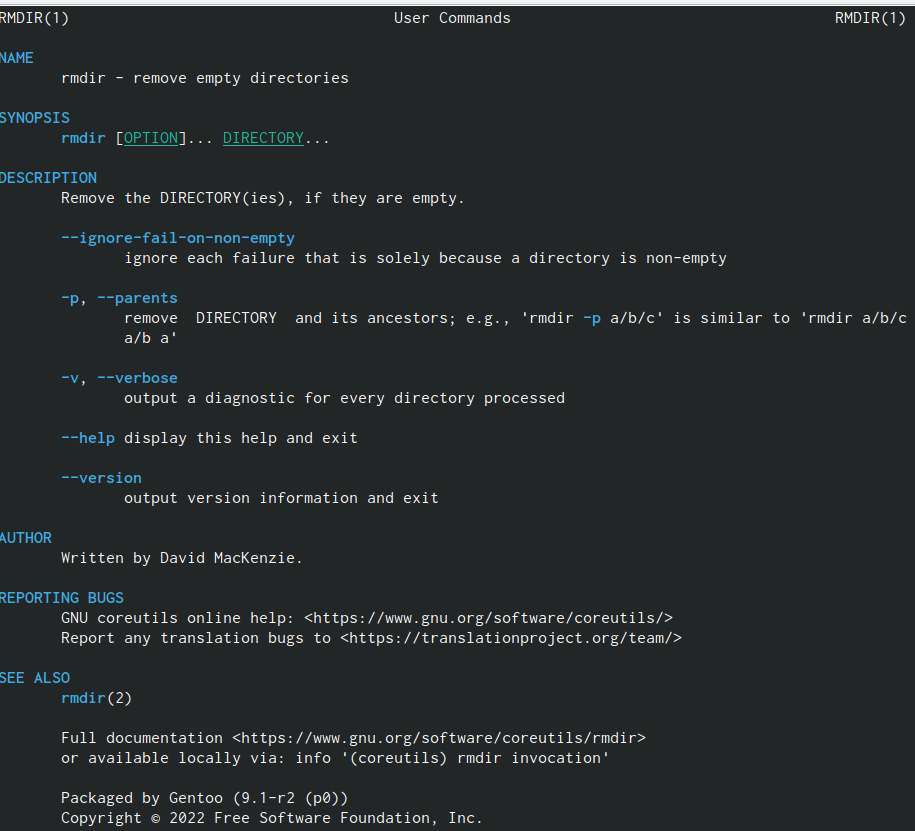 RMDIR(1) User Commands RMDIR(1)
NAME
rmdir - remove empty directories
SYNOPSIS
rmdir [OPTION]... DIRECTORY...
DESCRIPTION
Remove the DIRECTORY(ies), if they are empty.
--ignore-fail-on-non-empty
ignore each failure that is solely because a directory is non-empty
-p, --parents
remove DIRECTORY and its ancestors; e.g., 'rmdir -p a/b/c' is similar to 'rmdir a/b/c
a/b a'
-v, --verbose
output a diagnostic for every directory processed
--help display this help and exit
--version
output version information and exit
AUTHOR
Written by David MacKenzie.
REPORTING BUGS
GNU coreutils online help: <https://www.gnu.org/software/coreutils/>
Report any translation bugs to <https://translationproject.org/team/>
SEE ALSO
rmdir(2)
Full documentation <https://www.gnu.org/software/coreutils/rmdir>
or available locally via: info '(coreutils) rmdir invocation'
Packaged by Gentoo (9.1-r2 (p0))
Copyright © 2022 Free Software Foundation, Inc.